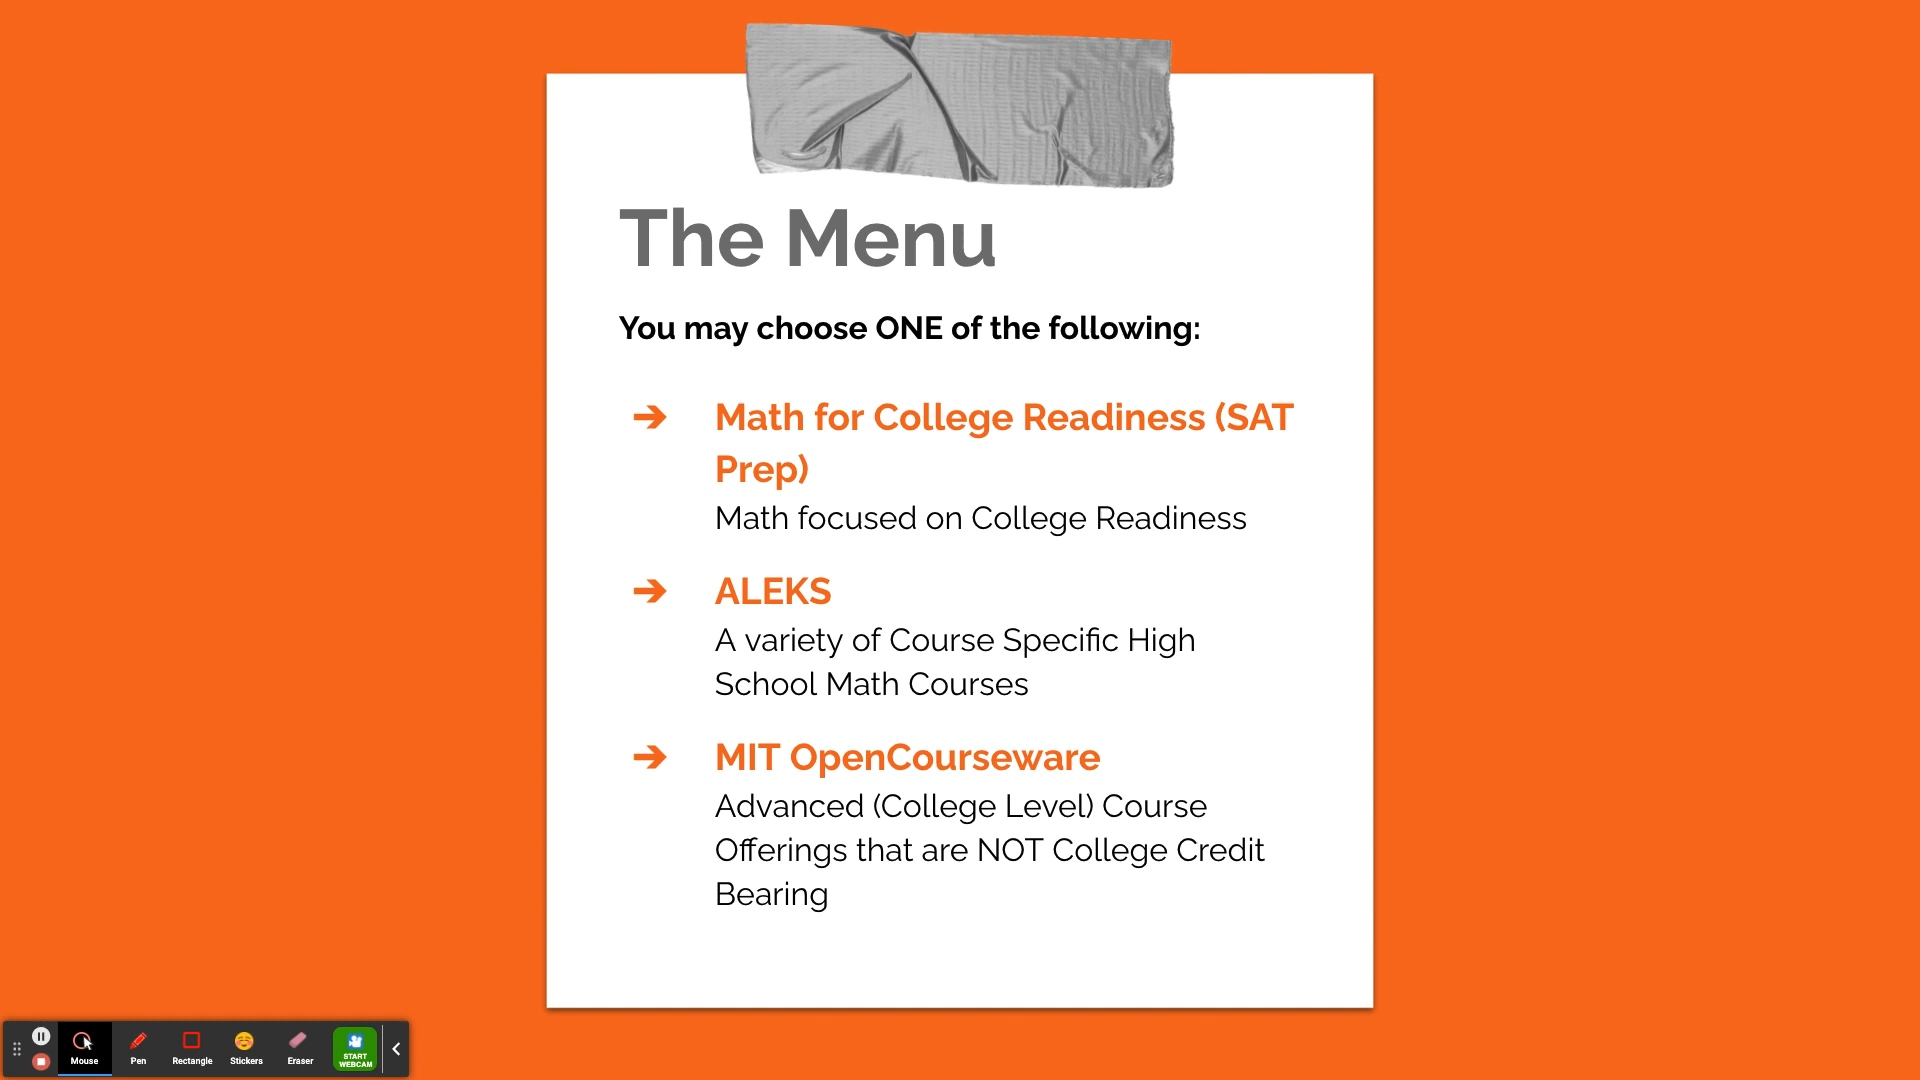 The Menu
You may choose ONE of the following:
➔ Math for College Readiness (SAT
Prep)
Math focused on College Readiness
➔ ALEKS
A variety of Course Specific High
School Math Courses
➔ MIT OpenCourseware
Advanced (College Level) Course
Offerings that are NOT College Credit
Bearing
Mouse Pen Rectangle Stickers Eraser START
WEBCAM